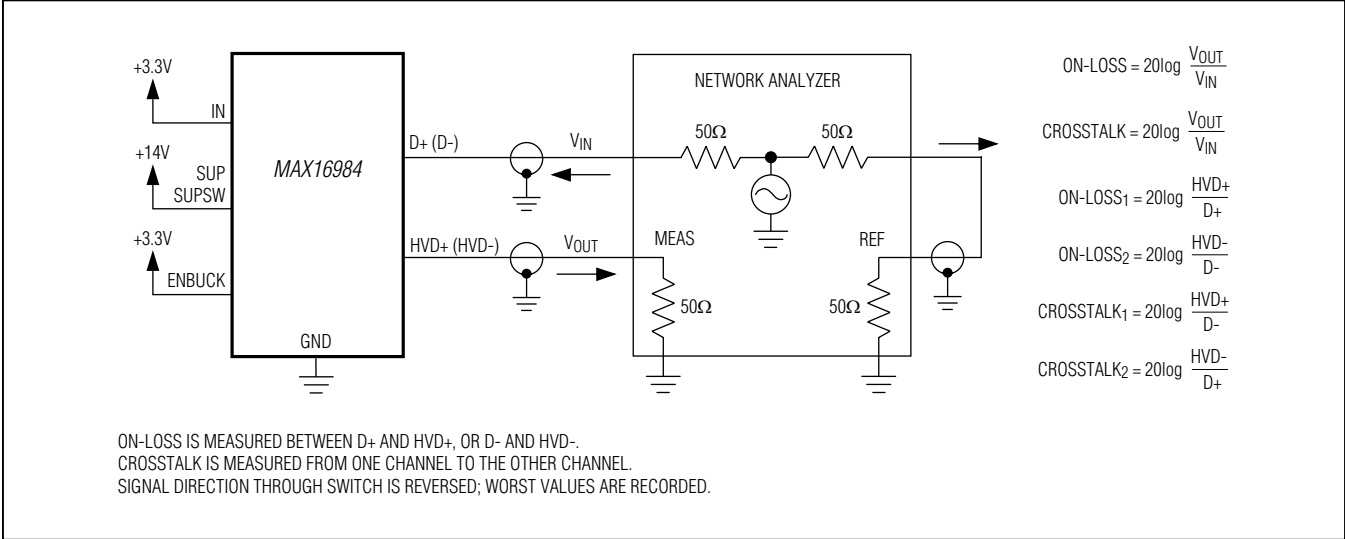 +3.3V
IN
+14V
SUP
SUPSW
+3.3V
ENBUCK
MAX16984
GND
D+ (D-)
VIN
HVD+ (HVD-)
VOUT
NETWORK ANALYZER
50Ω
50Ω
MEAS
REF
50Ω
50Ω
ON-LOSS = 20log VOUT
VIN
CROSSTALK = 20log VOUT
VIN
ON-LOSS1 = 20log HVD+
D+
ON-LOSS2 = 20log HVD-
D-
CROSSTALK1 = 20log HVD+
D-
CROSSTALK2 = 20log HVD-
D+
ON-LOSS IS MEASURED BETWEEN D+ AND HVD+, OR D- AND HVD-.
CROSSTALK IS MEASURED FROM ONE CHANNEL TO THE OTHER CHANNEL.
SIGNAL DIRECTION THROUGH SWITCH IS REVERSED; WORST VALUES ARE RECORDED.